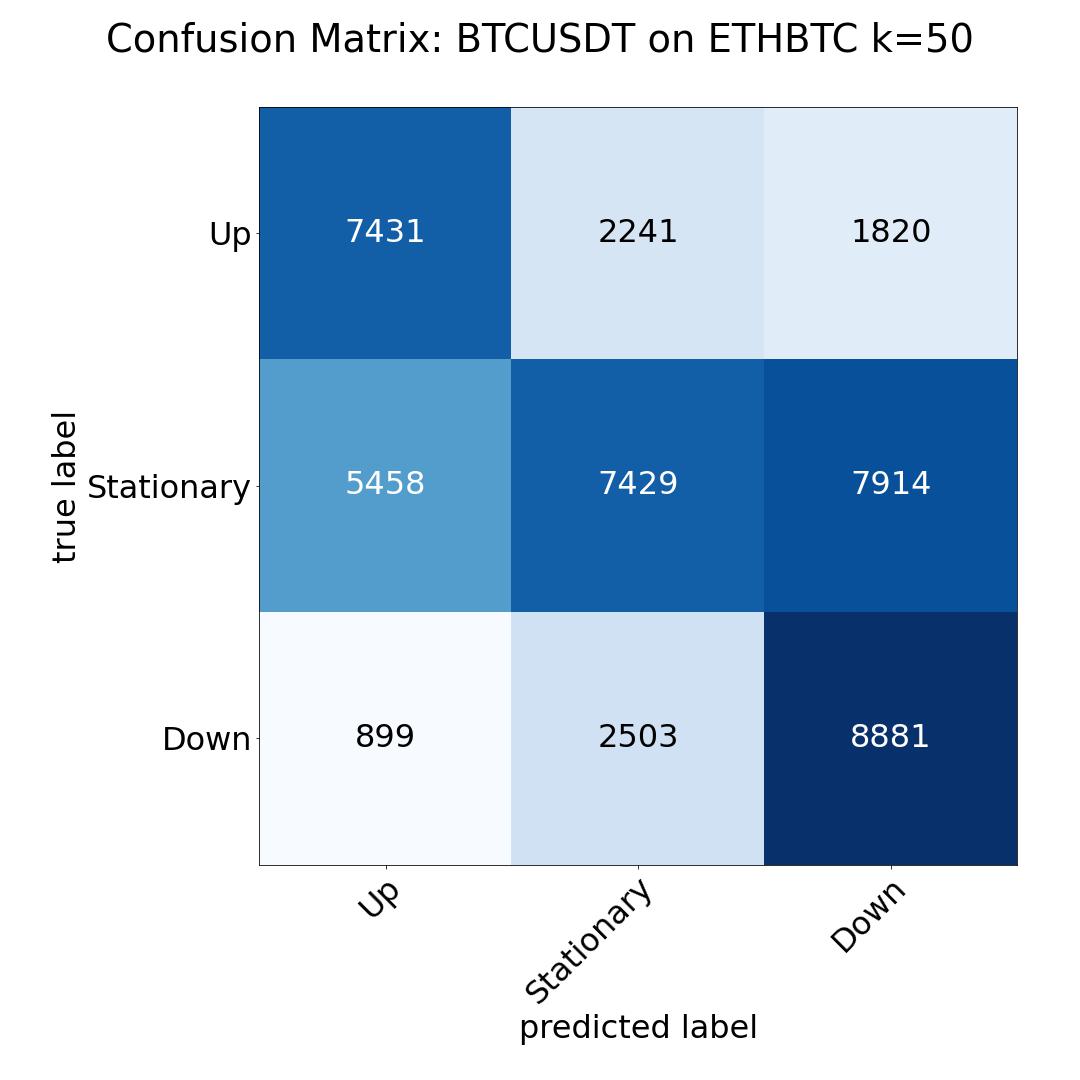 Confusion Matrix: BTCUSDT on ETHBTC k=50
Up
7431
2241
1820
true label
Stationary
5458
7429
7914
Down
899
2503
8881
Up
Stationary
Down
predicted label